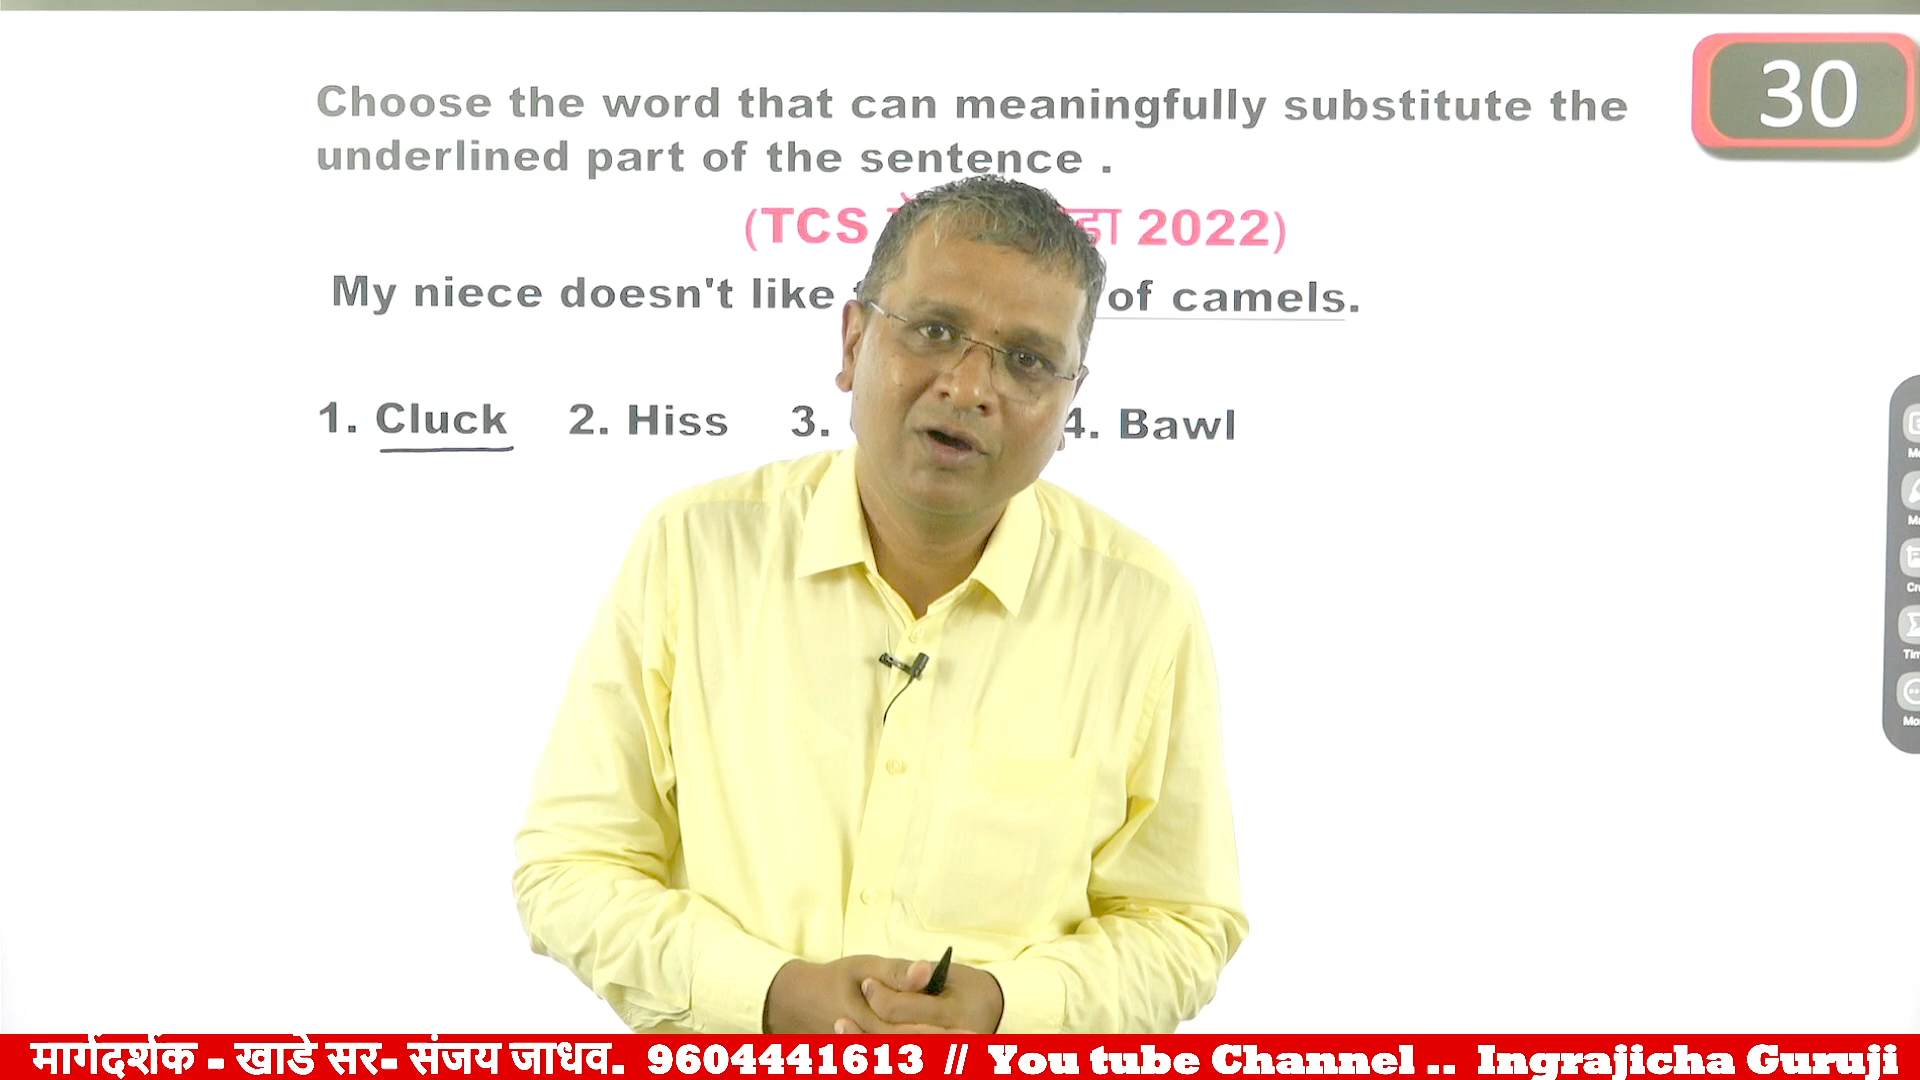 Choose the word that can meaningfully substitute the
30
underlined part of the sentence .
(TCS 2022)
My niece doesn't like of camels.
1. Cluck 2. Hiss 3. 4. Bawl
मार्गदर्शक - खाडे सर- संजय जाधव. 9604441613 // You tube Channel .. Ingrajicha Guruji